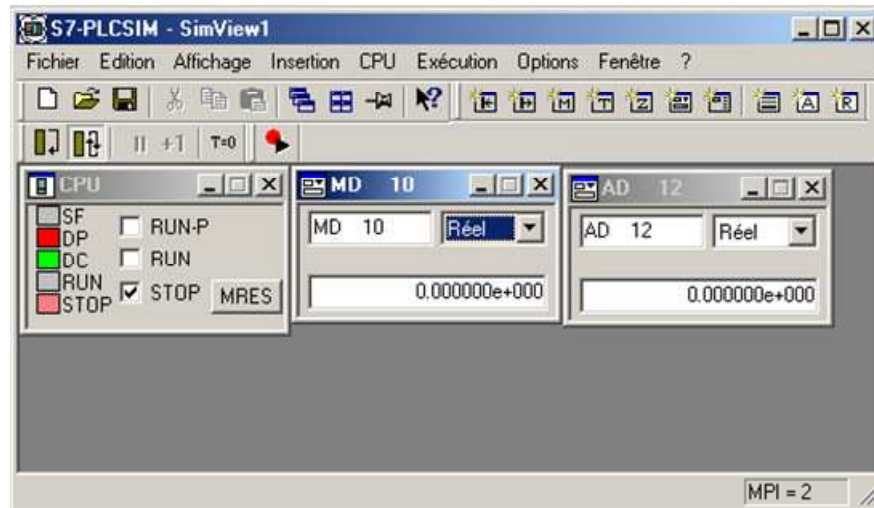 S7-PLCSIM - SimView1
Fichier Edition Affichage Insertion CPU Exécution Options Fenêtre ?
+1 T=0
CPU
SF
DP
DC
RUN
STOP
RUN-P
RUN
STOP
MRES
MD 10
MD 10 Réel
0.000000e+000
AD 12
AD 12 Réel
0.000000e+000
MPI = 2